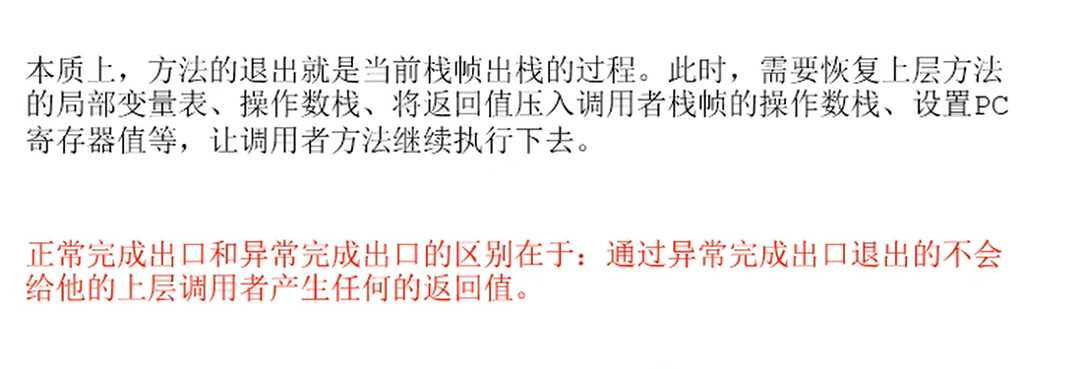 本质上，方法的退出就是当前栈帧出栈的过程。此时，需要恢复上层方法
的局部变量表、操作数栈、将返回值压入调用者栈帧的操作数栈、设置PC
寄存器值等，让调用者方法继续执行下去。
正常完成出口和异常完成出口的区别在于：通过异常完成出口退出的不会
给他的上层调用者产生任何的返回值。